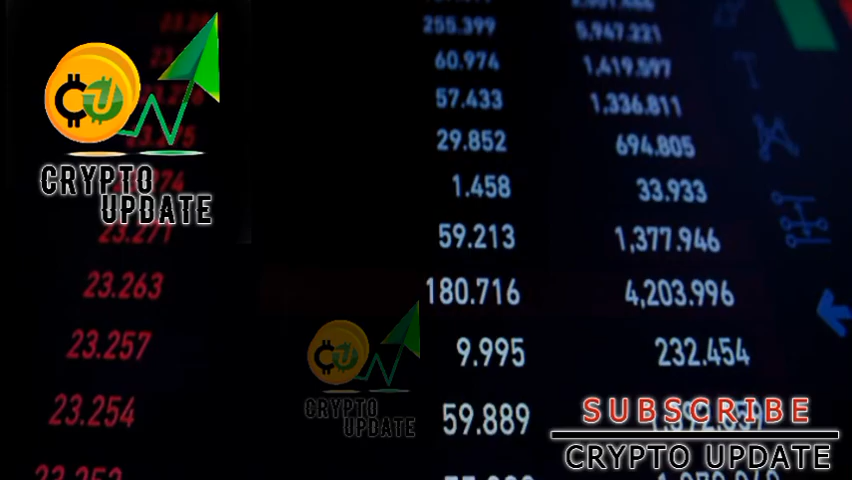 255.399 5,947.221
60.974 1,419.597
57.433 1,336.811
29.852 694.805
CRYPTO
UPDATE
1.458 33.933
23.271 59.213 1,377.946
23.263 180.716 4,203.996
23.257 9.995 232.454
CRYPTO
UPDATE
23.254 59.889
SUBSCRIBE
CRYPTO UPDATE